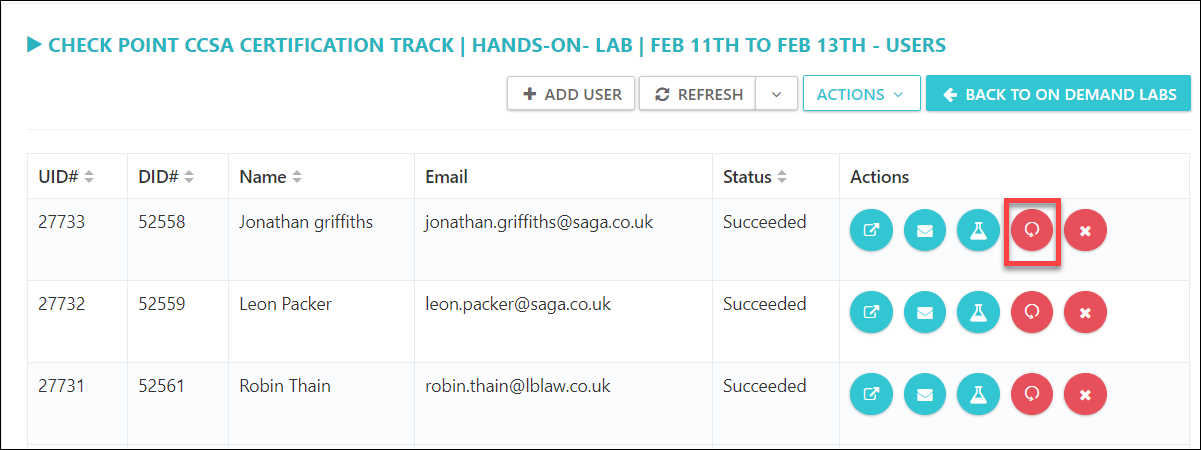 CHECK POINT CCSA CERTIFICATION TRACK | HANDS-ON- LAB | FEB 11TH TO FEB 13TH - USERS
ADD USER REFRESH ACTIONS BACK TO ON DEMAND LABS
UID# DID# Name Email Status Actions
27733 52558 Jonathan griffiths jonathan.griffiths@saga.co.uk Succeeded
27732 52559 Leon Packer leon.packer@saga.co.uk Succeeded
27731 52561 Robin Thain robin.thain@lblaw.co.uk Succeeded